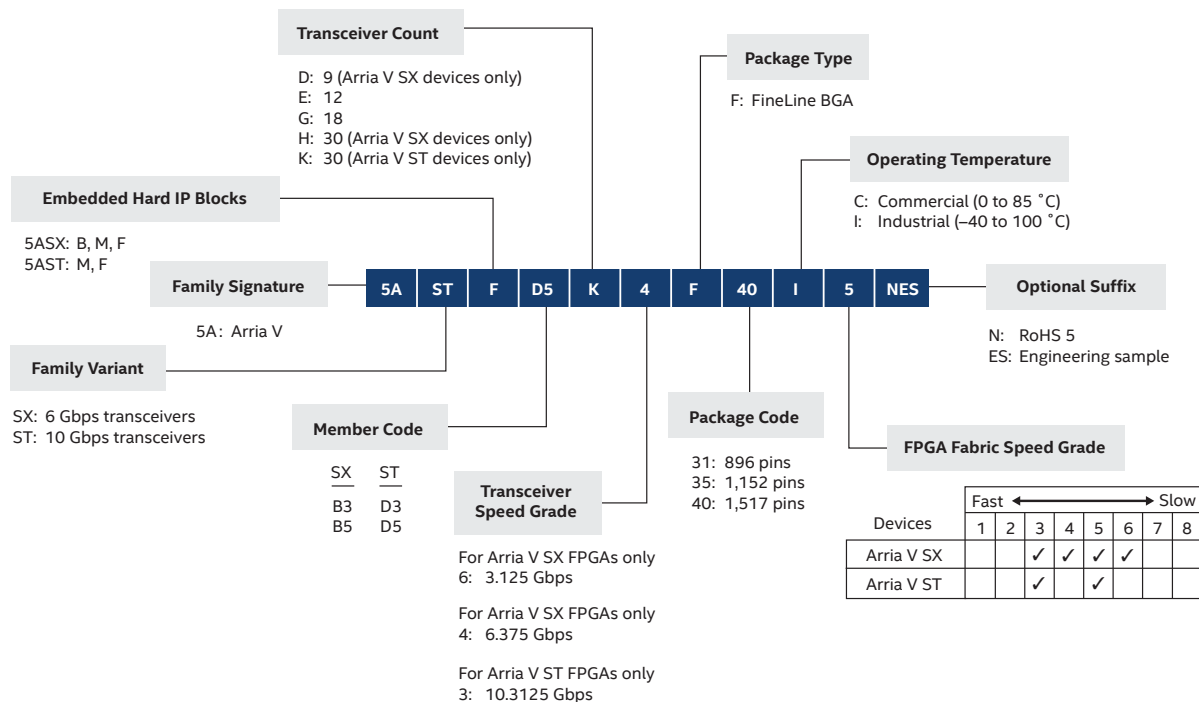 Transceiver Count
D: 9 (Arria V SX devices only)
E: 12
G: 18
H: 30 (Arria V SX devices only)
K: 30 (Arria V ST devices only)
Package Type
F: FineLine BGA
Operating Temperature
C: Commercial (0 to 85 ˚C)
I: Industrial (–40 to 100 ˚C)
Embedded Hard IP Blocks
5ASX: B, M, F
5AST: M, F
Family Signature
5A: Arria V
5A ST F D5 K 4 F 40 I 5 NES
Optional Suffix
N: RoHS 5
ES: Engineering sample
Family Variant
SX: 6 Gbps transceivers
ST: 10 Gbps transceivers
Member Code
SX ST
B3 D3
B5 D5
Transceiver
Speed Grade
For Arria V SX FPGAs only
6: 3.125 Gbps
For Arria V SX FPGAs only
4: 6.375 Gbps
For Arria V ST FPGAs only
3: 10.3125 Gbps
Package Code
31: 896 pins
35: 1,152 pins
40: 1,517 pins
FPGA Fabric Speed Grade
Fast Slow
Devices 1 2 3 4 5 6 7 8
Arria V SX ✓ ✓ ✓ ✓
Arria V ST ✓ ✓